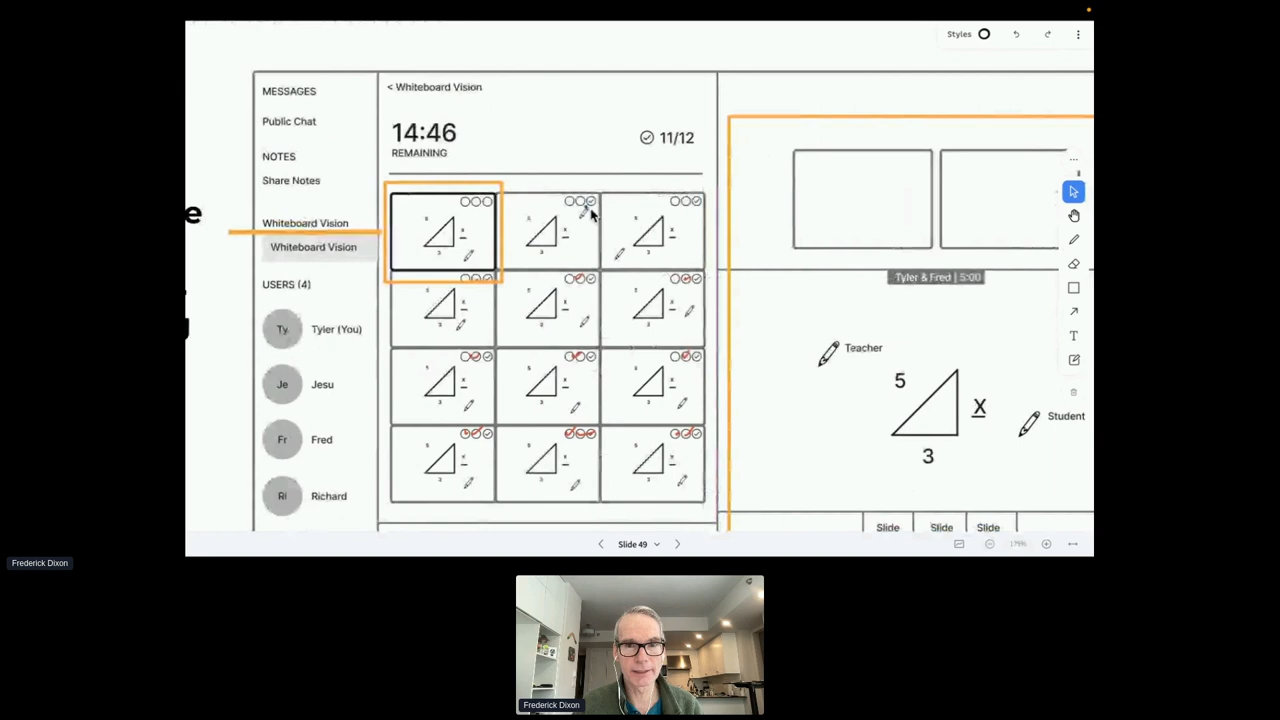 Styles
MESSAGES
Public Chat
NOTES
Share Notes
Whiteboard Vision
Whiteboard Vision
USERS (4)
Ty
Tyler (You)
Je
Jesu
Fr
Fred
Ri
Richard
< Whiteboard Vision
14:46
REMAINING
11/12
e
Tyler & Fred | 5:00
Teacher
5
X
3
Student
T
Slide
Slide
Slide
Slide 49
179%
Frederick Dixon
Frederick Dixon